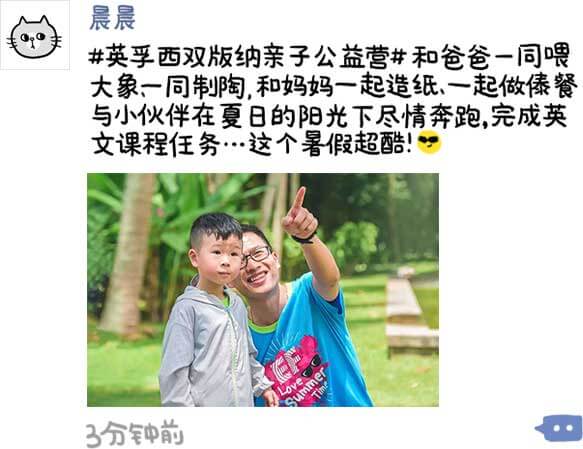 晨晨
#英孚西双版纳亲子公益营# 和爸爸一同喂
大象一同制陶,和妈妈一起造纸、一起做傣餐
与小伙伴在夏日的阳光下尽情奔跑,完成英
文课程任务…这个暑假超酷!
EF
Love
Summer
Time
3分钟前